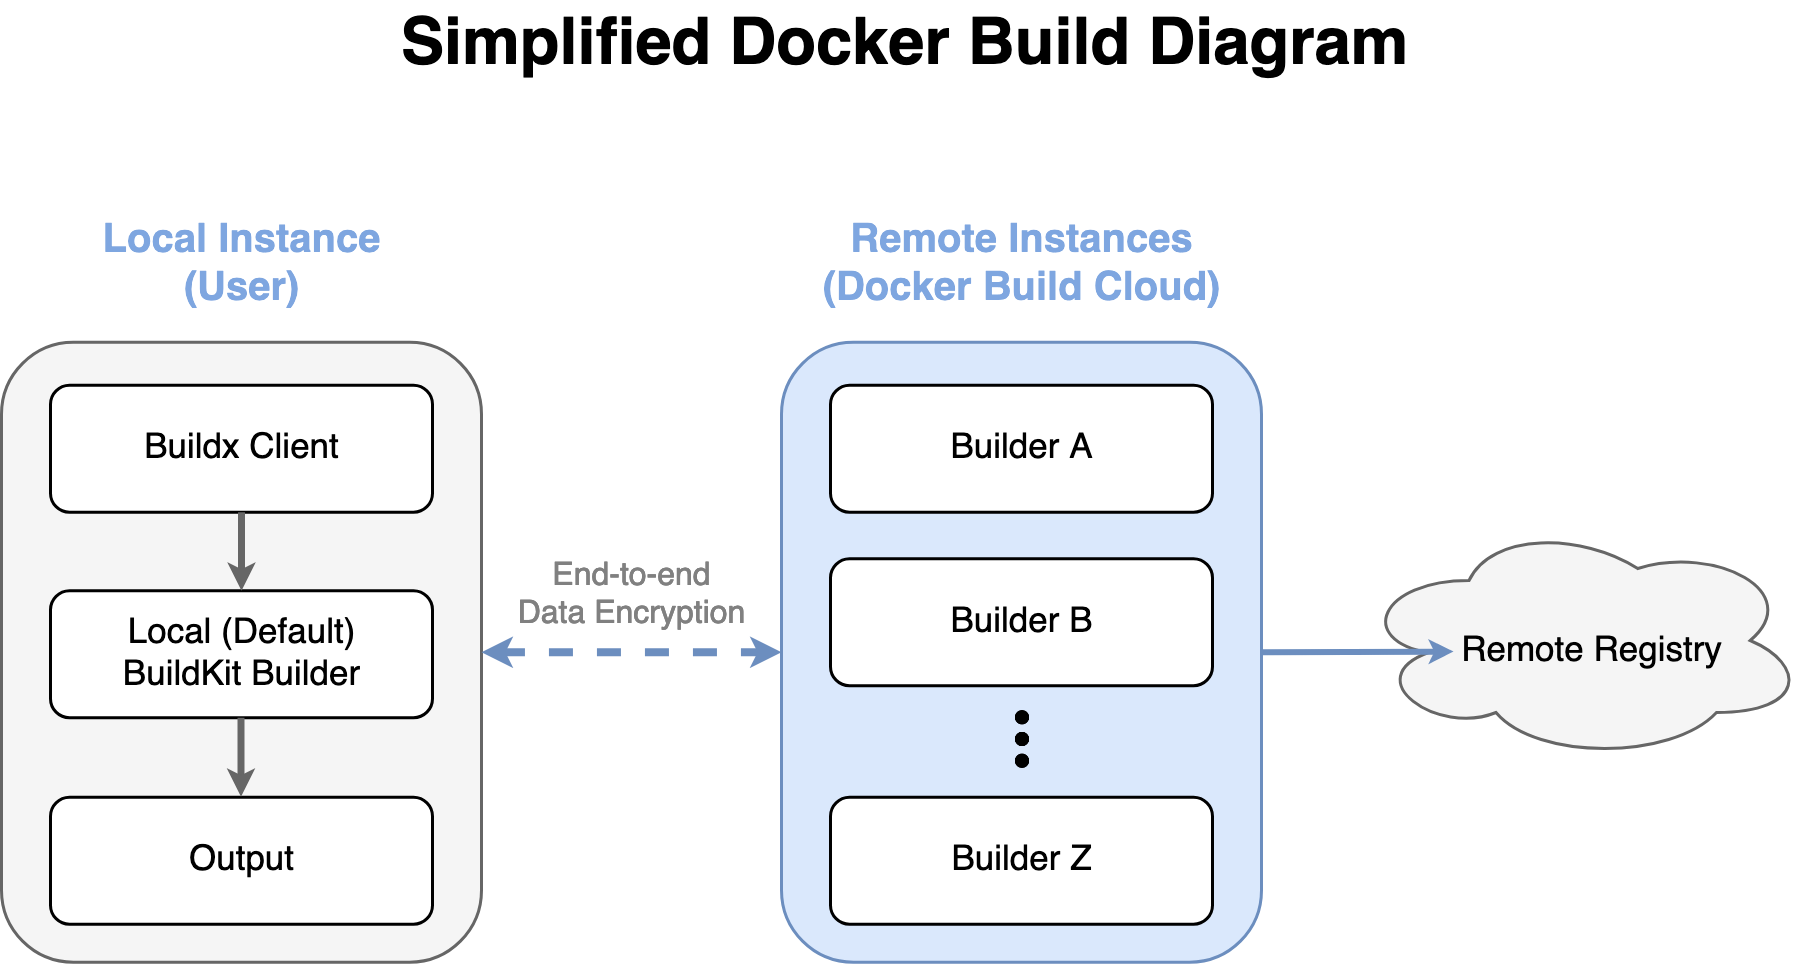 Simplified Docker Build Diagram
Local Instance
(User)
Remote Instances
(Docker Build Cloud)
Buildx Client
Local (Default)
BuildKit Builder
Output
End-to-end
Data Encryption
Builder A
Builder B
Builder Z
Remote Registry